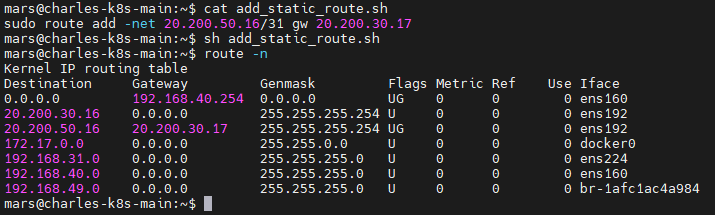 mars@charles-k8s-main:~$ cat add_static_route.sh
sudo route add -net 20.200.50.16/31 gw 20.200.30.17
mars@charles-k8s-main:~$ sh add_static_route.sh
mars@charles-k8s-main:~$ route -n
Kernel IP routing table
Destination     Gateway         Genmask         Flags Metric Ref    Use Iface
0.0.0.0         192.168.40.254  0.0.0.0         UG    0      0        0 ens160
20.200.30.16    0.0.0.0         255.255.255.254 U     0      0        0 ens192
20.200.50.16    20.200.30.17    255.255.255.254 UG    0      0        0 ens192
172.17.0.0      0.0.0.0         255.255.0.0     U     0      0        0 docker0
192.168.31.0    0.0.0.0         255.255.255.0   U     0      0        0 ens224
192.168.40.0    0.0.0.0         255.255.255.0   U     0      0        0 ens160
192.168.49.0    0.0.0.0         255.255.255.0   U     0      0        0 br-1afc1ac4a984
mars@charles-k8s-main:~$